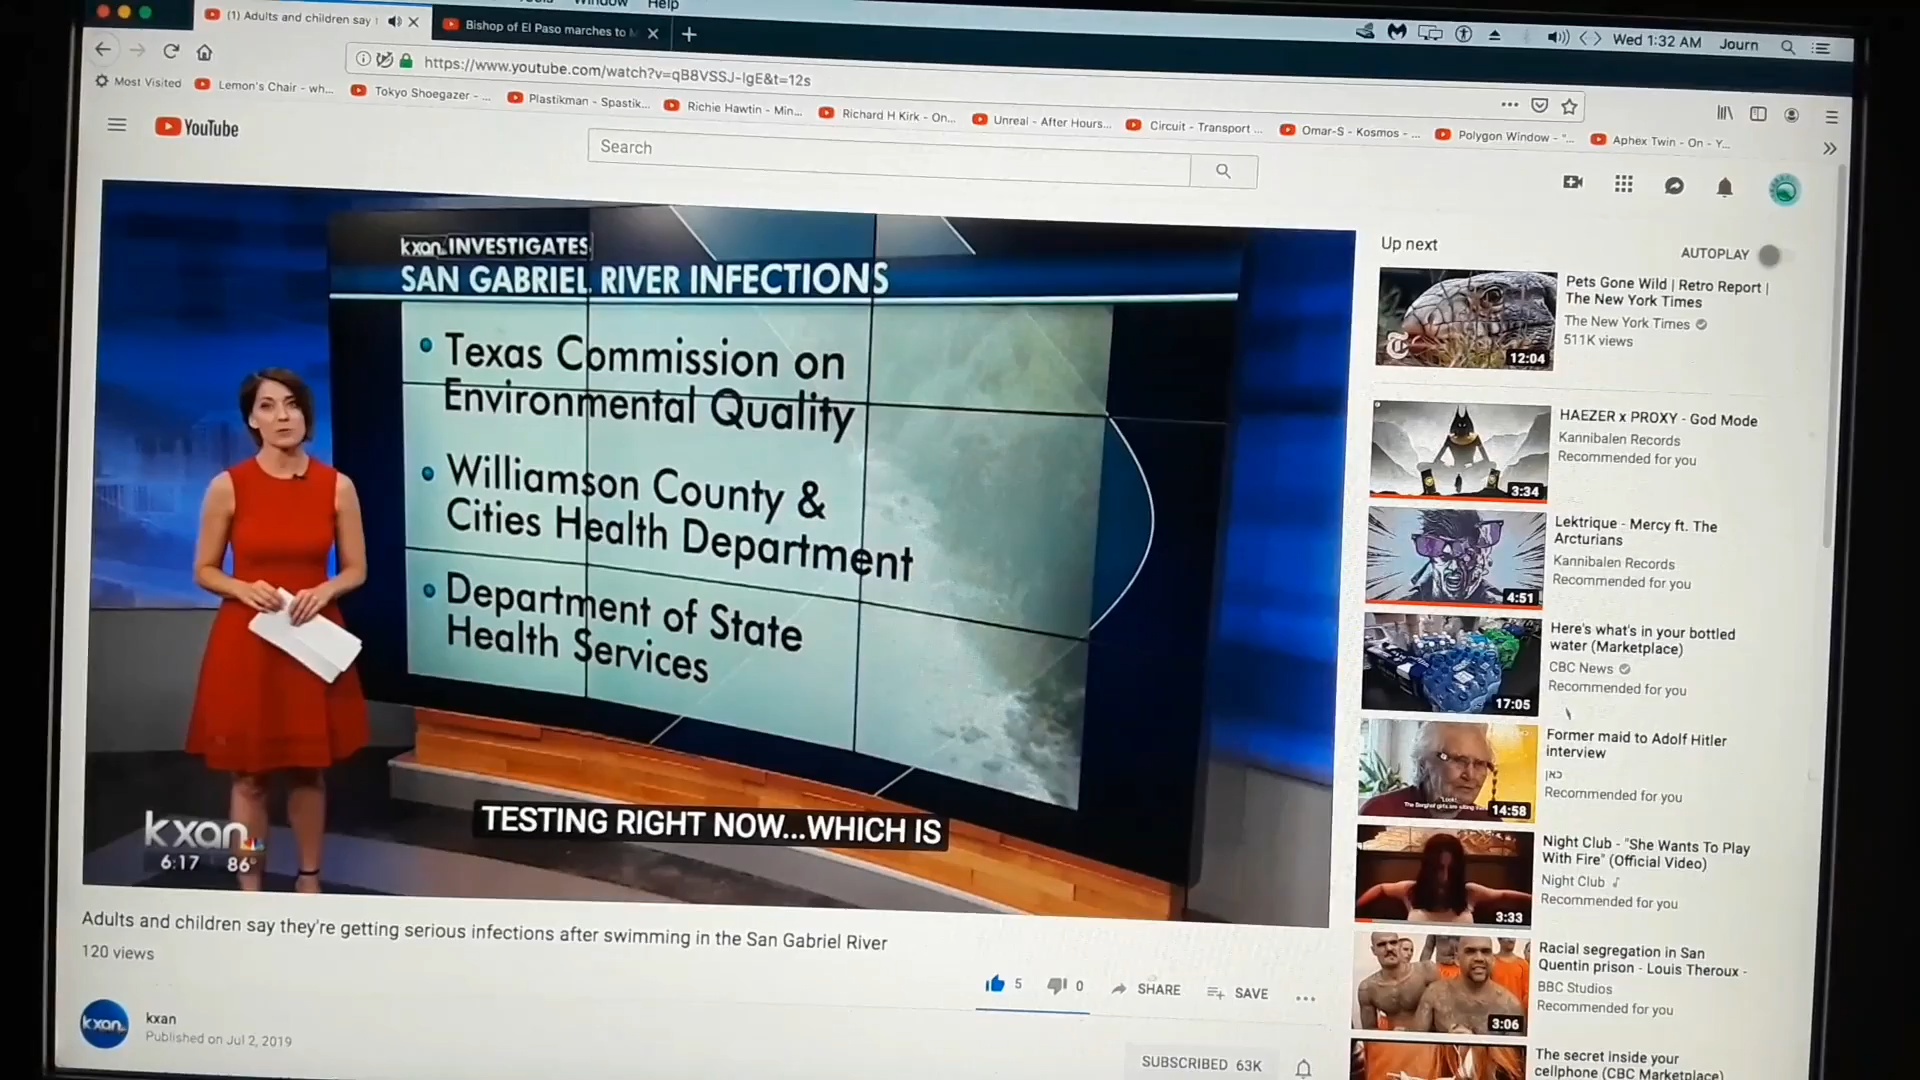 Window Help
(1) Adults and children say
Bishop of El Paso marches to
Wed 1:32 AM Journ
https://www.youtube.com/watch?v=qB8VSSJ-lgE&t=12s
Most Visited
Lemon's Chair - wh...
Tokyo Shoegazer - ...
Plastikman - Spastik...
Richie Hawtin - Min...
Richard H Kirk - On...
Unreal - After Hours...
Circuit - Transport ...
Omar-S - Kosmos - ...
Polygon Window - "...
Aphex Twin - On - Y...
YouTube
Search
kxan INVESTIGATES
SAN GABRIEL RIVER INFECTIONS
• Texas Commission on
Environmental Quality
• Williamson County &
Cities Health Department
• Department of State
Health Services
TESTING RIGHT NOW...WHICH IS
kxan
6:17 86°
Adults and children say they're getting serious infections after swimming in the San Gabriel River
120 views
5 0 SHARE SAVE
kxan
kxan
Published on Jul 2, 2019
SUBSCRIBED 63K
Up next
AUTOPLAY
12:04
Pets Gone Wild | Retro Report |
The New York Times
The New York Times
511K views
3:34
HAEZER x PROXY - God Mode
Kannibalen Records
Recommended for you
4:51
Lektrique - Mercy ft. The
Arcturians
Kannibalen Records
Recommended for you
17:05
Here's what's in your bottled
water (Marketplace)
CBC News
Recommended for you
14:58
Former maid to Adolf Hitler
interview
כאן
Recommended for you
3:33
Night Club - "She Wants To Play
With Fire" (Official Video)
Night Club
Recommended for you
3:06
Racial segregation in San
Quentin prison - Louis Theroux -
BBC Studios
Recommended for you
The secret inside your
cellphone (CBC Marketplace)